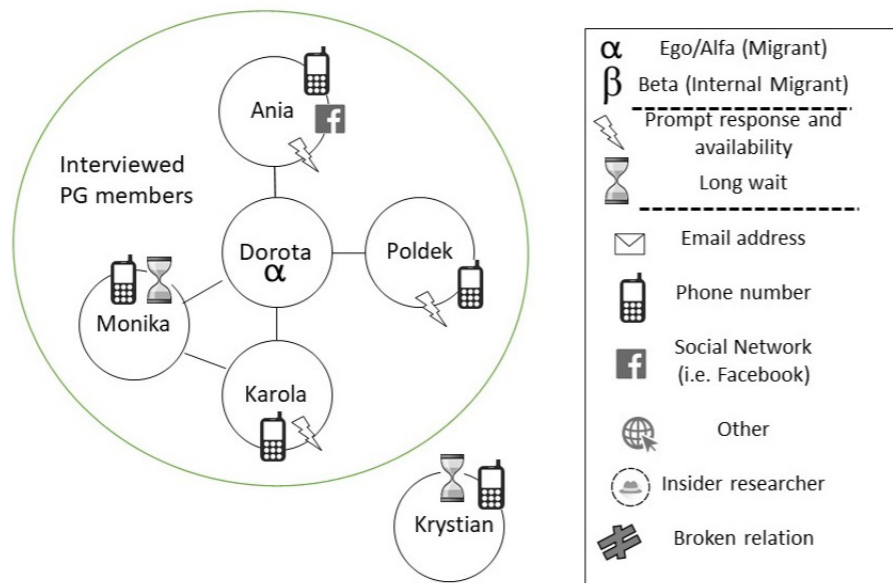 Ania
Interviewed
PG members
Dorota
α
Poldek
Monika
Karola
Krystian
α Ego/Alfa (Migrant)
β Beta (Internal Migrant)
Prompt response and
availability
Long wait
Email address
Phone number
Social Network
(i.e. Facebook)
Other
Insider researcher
Broken relation